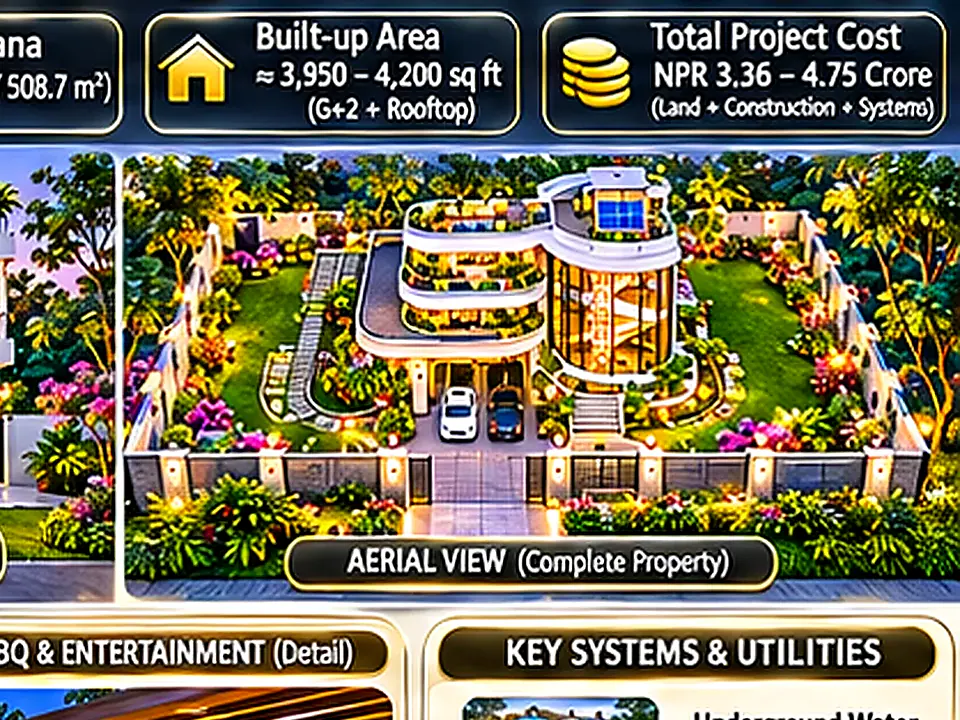 ana
508.7 m²)
Built-up Area
≈ 3,950 – 4,200 sq ft
(G+2 + Rooftop)
Total Project Cost
NPR 3.36 – 4.75 Crore
(Land + Construction + Systems)
AERIAL VIEW (Complete Property)
BQ & ENTERTAINMENT (Detail)
KEY SYSTEMS & UTILITIES
Underground Water